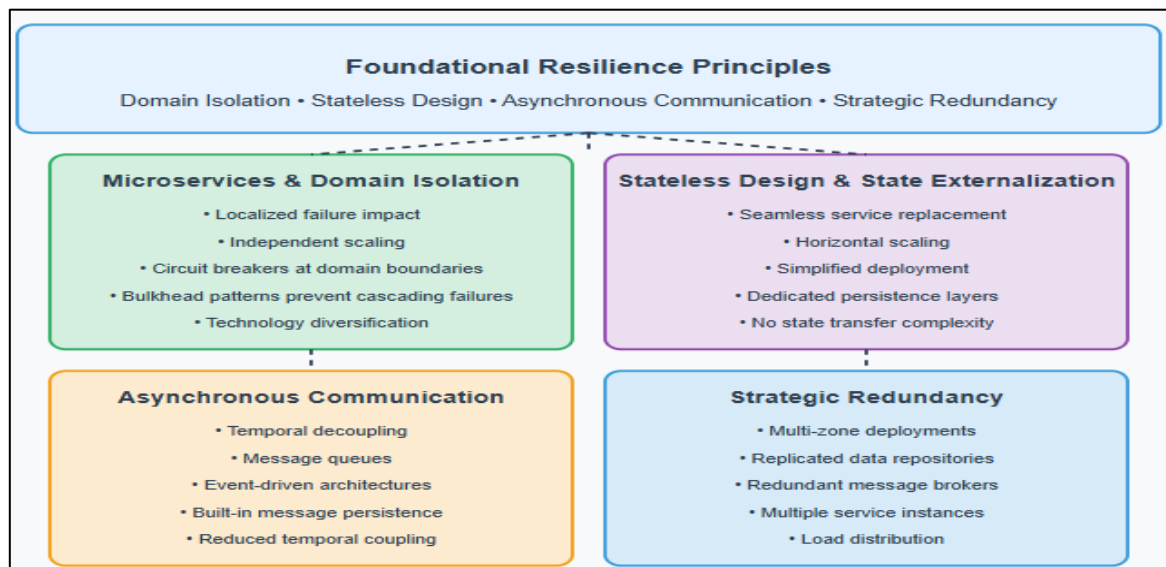 Foundational Resilience Principles
Domain Isolation • Stateless Design • Asynchronous Communication • Strategic Redundancy
Microservices & Domain Isolation
• Localized failure impact
• Independent scaling
• Circuit breakers at domain boundaries
• Bulkhead patterns prevent cascading failures
• Technology diversification
Stateless Design & State Externalization
• Seamless service replacement
• Horizontal scaling
• Simplified deployment
• Dedicated persistence layers
• No state transfer complexity
Asynchronous Communication
• Temporal decoupling
• Message queues
• Event-driven architectures
• Built-in message persistence
• Reduced temporal coupling
Strategic Redundancy
• Multi-zone deployments
• Replicated data repositories
• Redundant message brokers
• Multiple service instances
• Load distribution